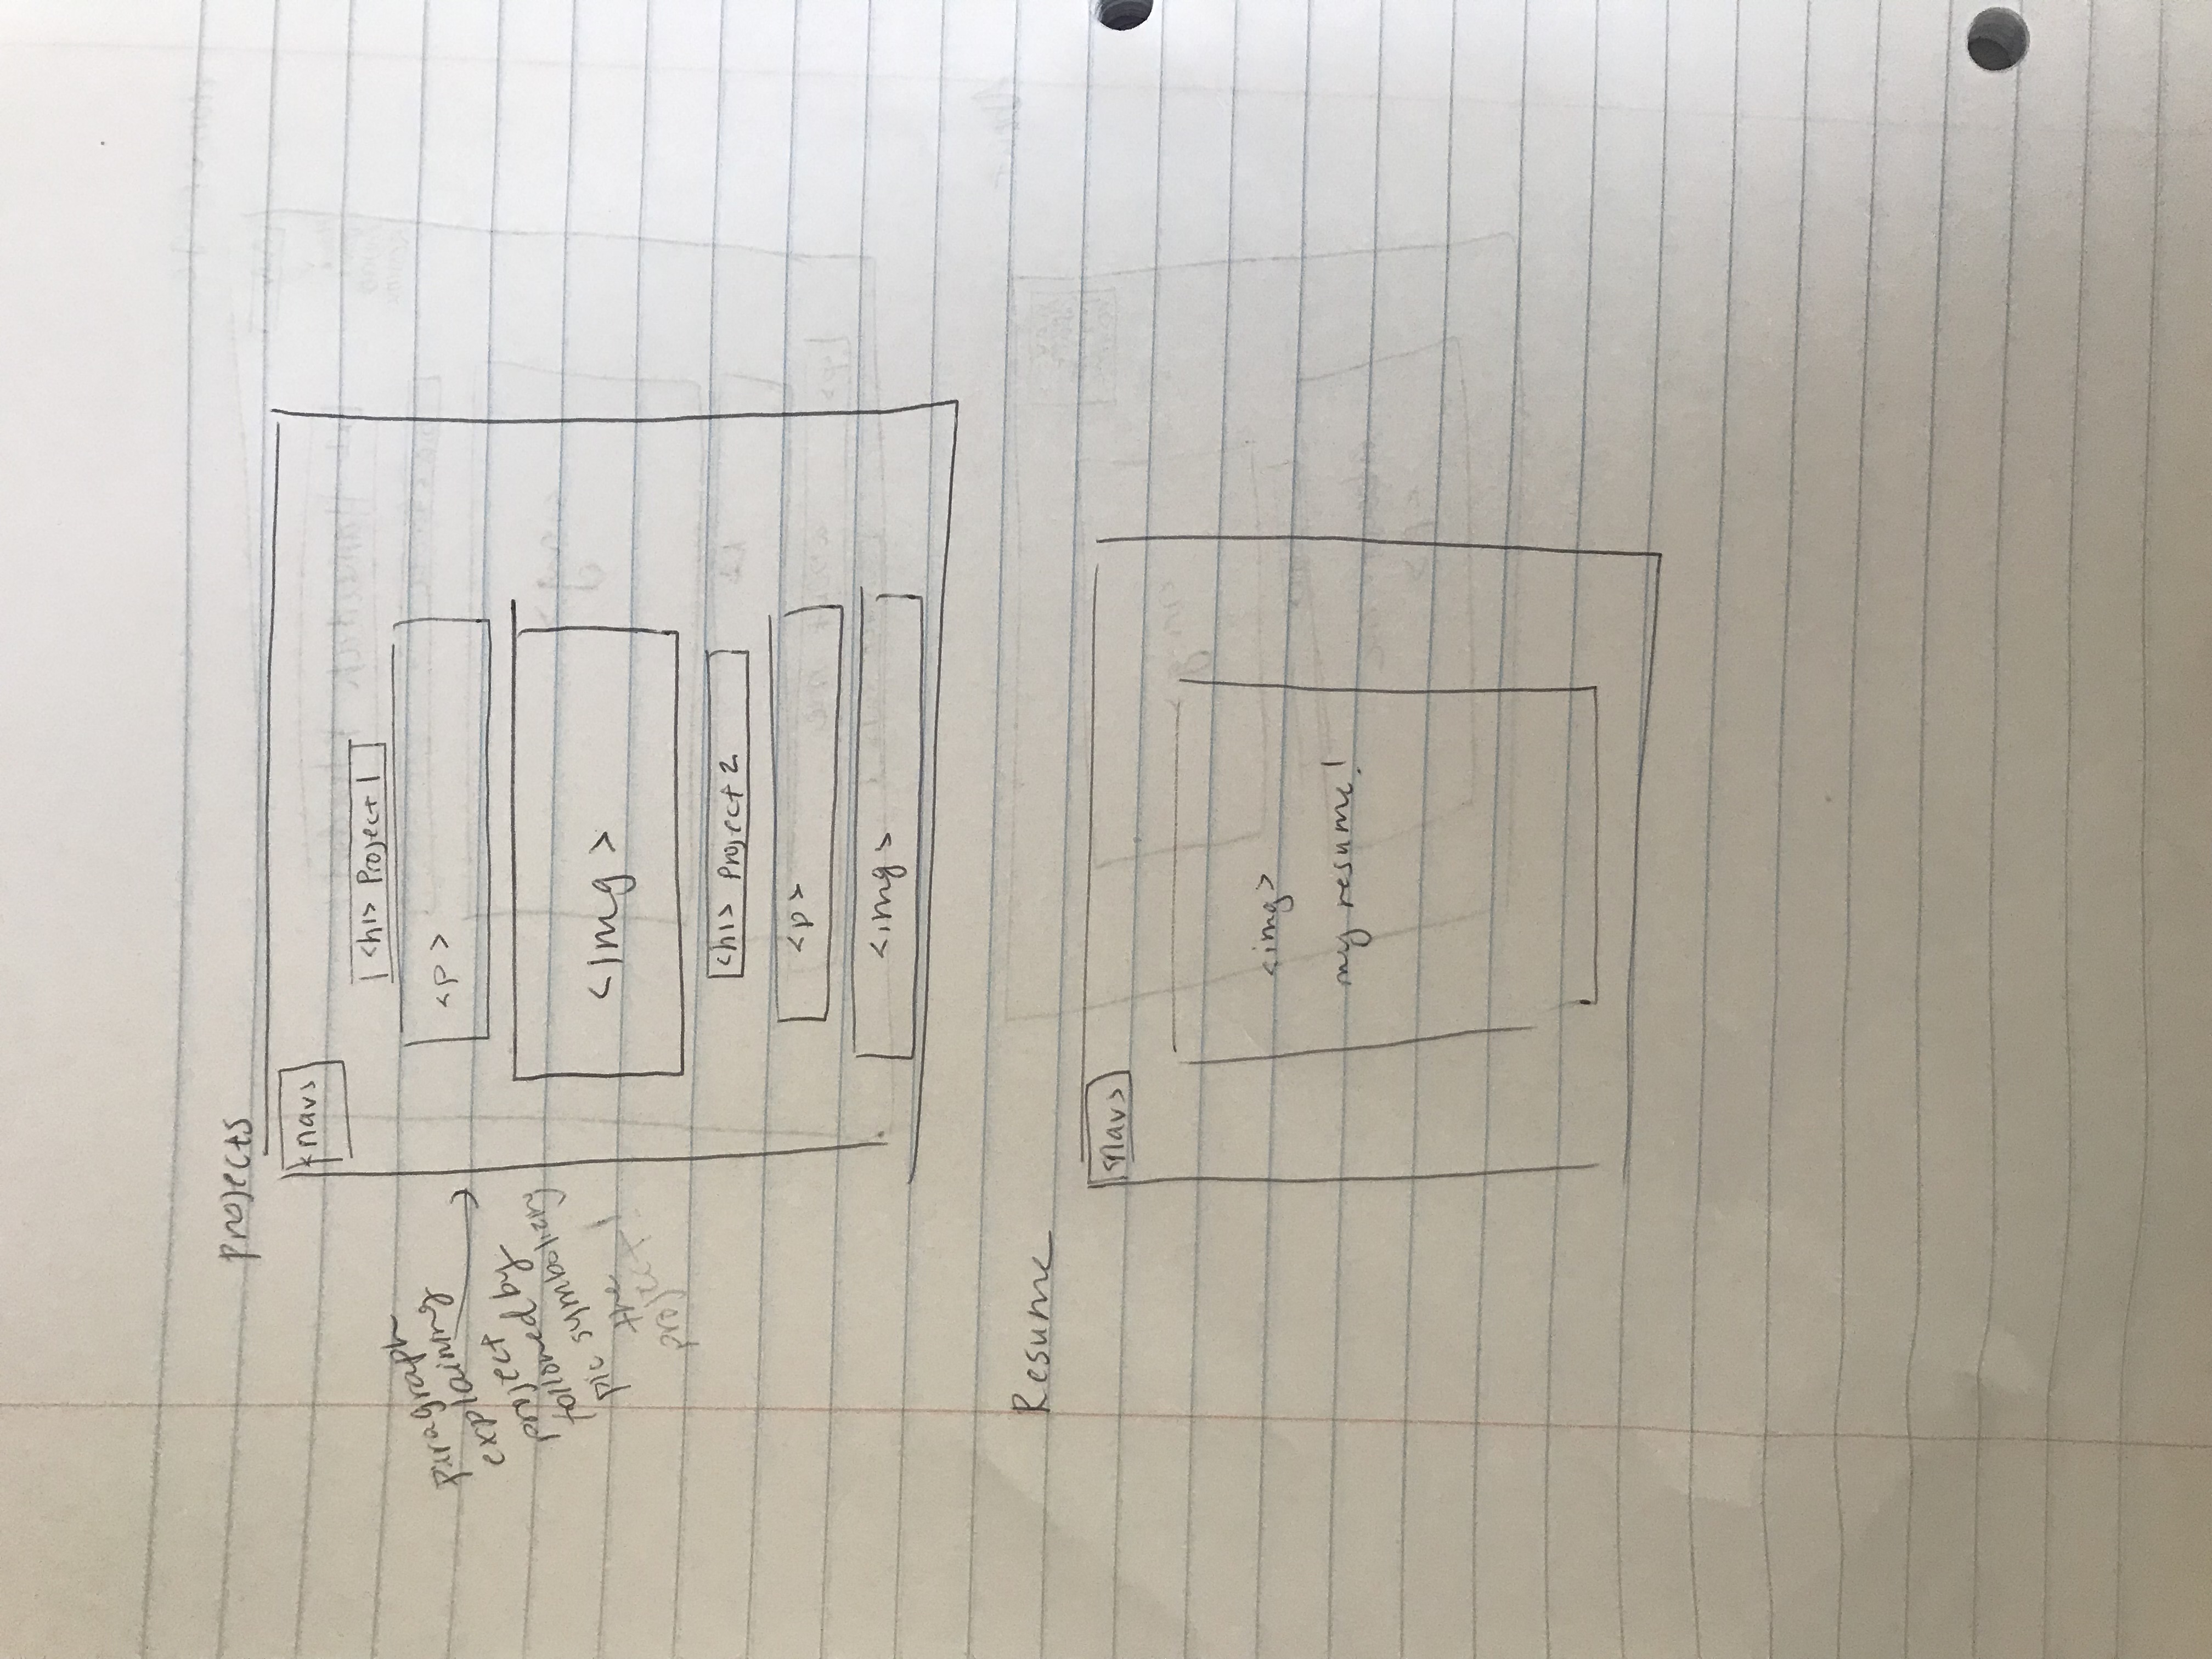 projects
<nav>
<h1> Project 1
<p>
paragraph
explaining
project
followed by
pic symbolizing
the
project!
<img>
<h1> Project 2
<p>
<img>
Resume
<nav>
<img>
my resume!